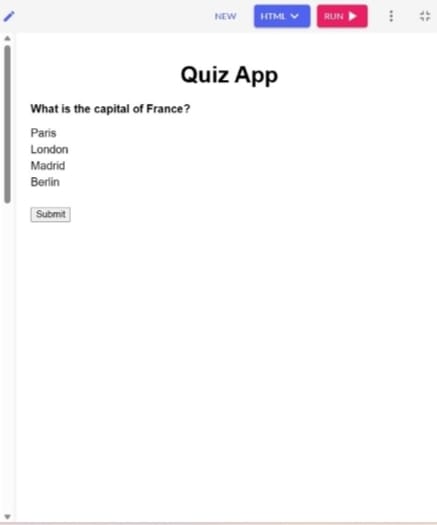 NEW HTML RUN
Quiz App
What is the capital of France?
Paris
London
Madrid
Berlin
Submit